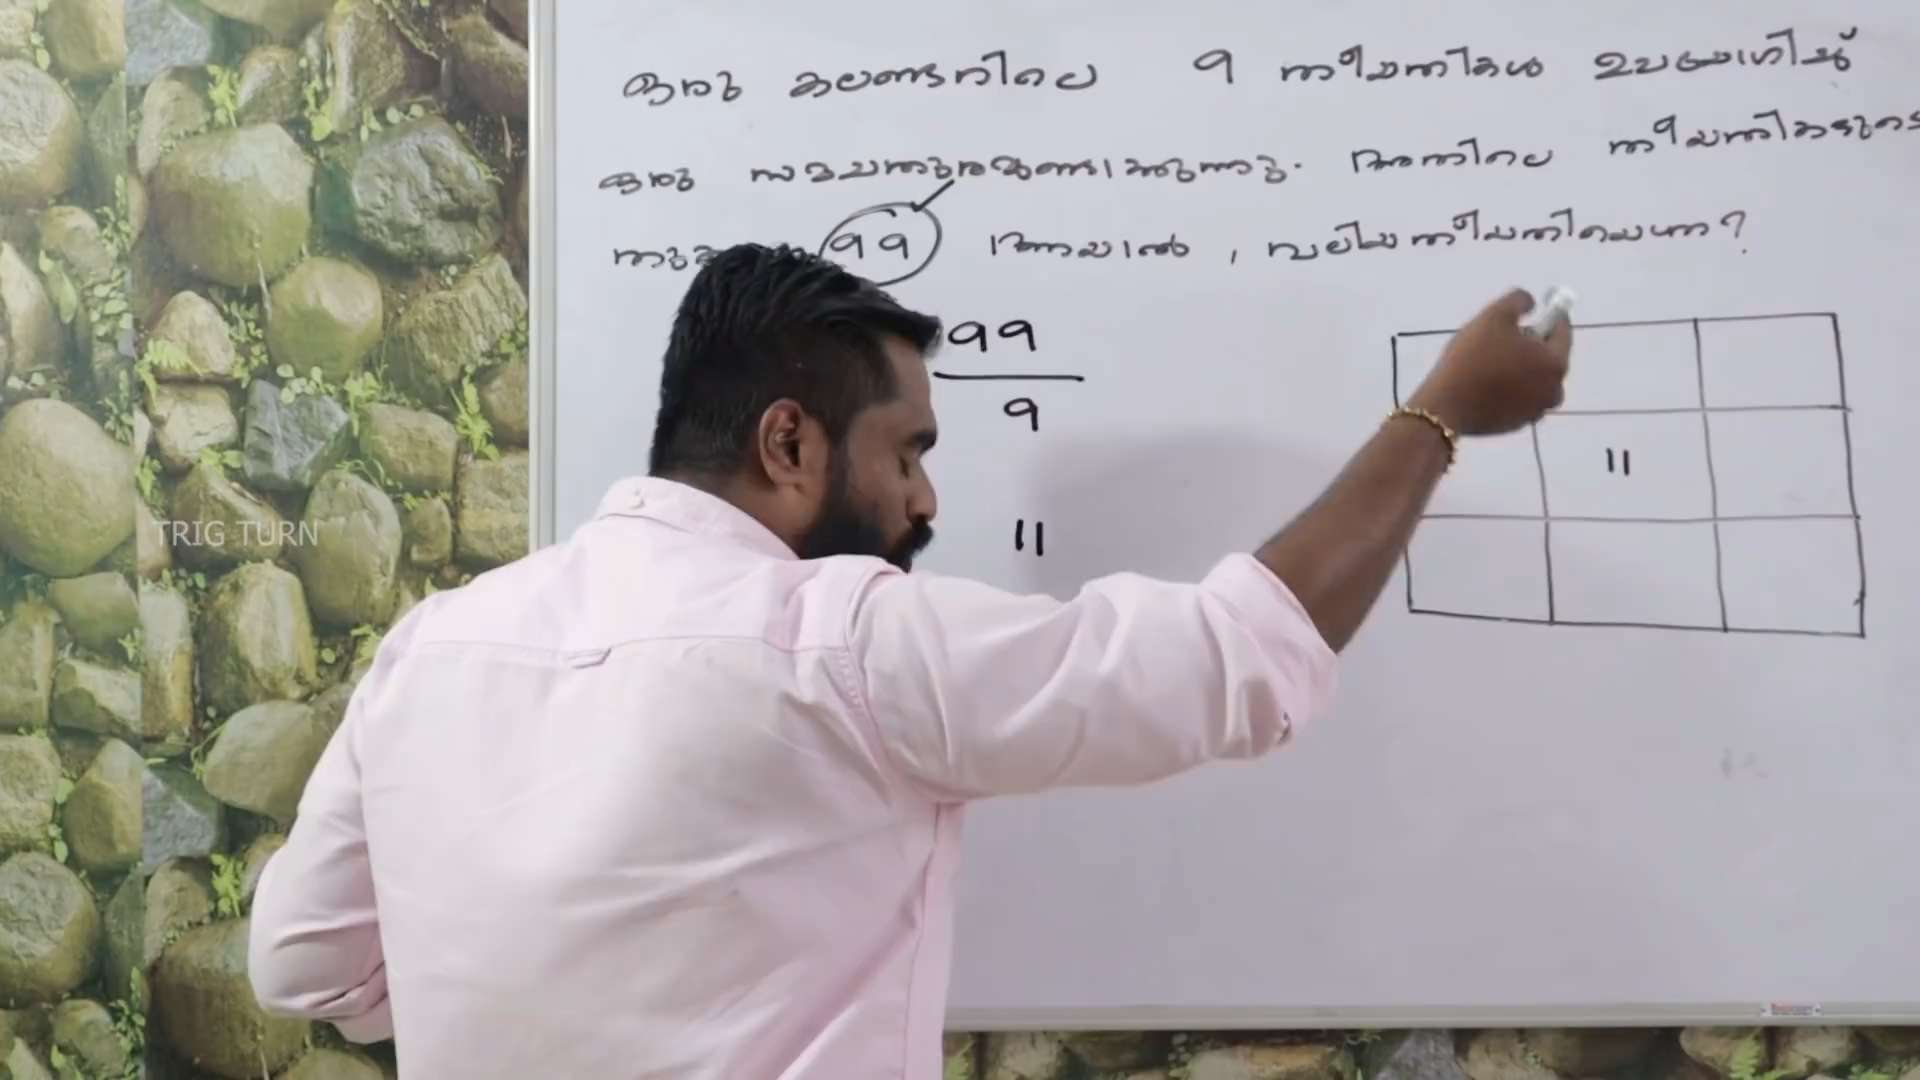 ഒരു കലണ്ടറിലെ 9 തീയതികൾ ഉപയോഗിച്ച്
ഒരു സമചതുരമുണ്ടാക്കുന്നു. അതിലെ തീയതികളുടെ
99 ആയാൽ , വലിയ തീയതിയെന്ത?
99
9
11
11
TRIG TURN